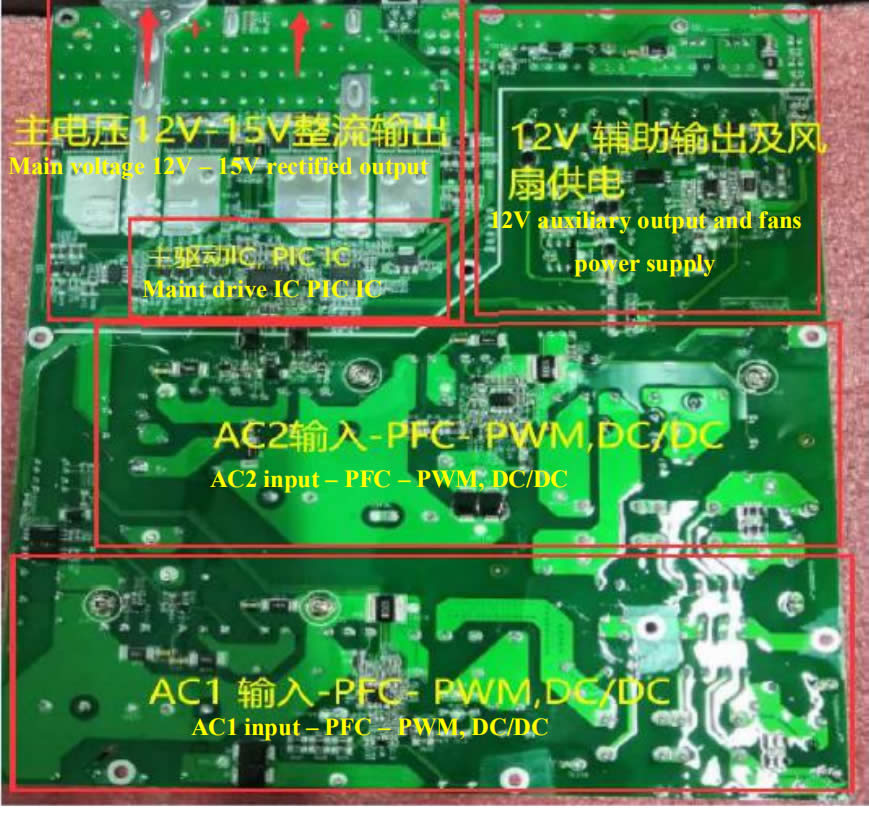 + -
主电压12V-15V整流输出
Main voltage 12V – 15V rectified output
12V 辅助输出及风
扇供电
12V auxiliary output and fans
power supply
主驱动IC, PIC IC
Maint drive IC PIC IC
AC2输入-PFC- PWM,DC/DC
AC2 input – PFC – PWM, DC/DC
AC1 输入-PFC- PWM,DC/DC
AC1 input – PFC – PWM, DC/DC